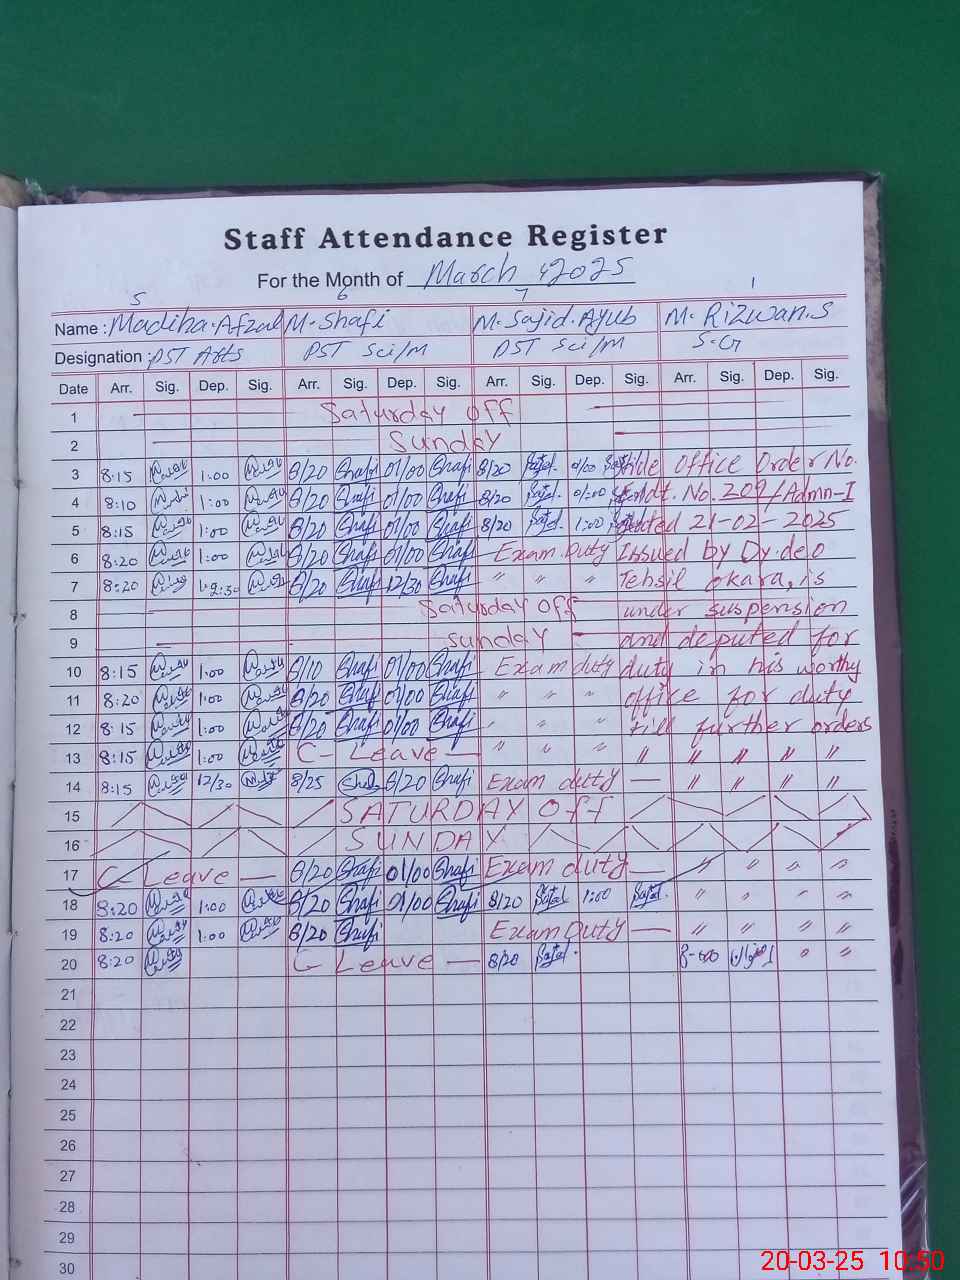 Staff Attendance Register
For the Month of March, 2025
5 6 7 1
Name : Madiha. Afzal M. Shafi M. Sajid. Ayub M. Rizwan. S
Designation : PST Arts PST Sci/M PST Sci/M S.G
Date Arr. Sig. Dep. Sig. Arr. Sig. Dep. Sig. Arr. Sig. Dep. Sig. Arr. Sig. Dep. Sig.
1 Saturday off
2 Sunday
3 8:15 1:00 8/20 Shafi 01/00 Shafi 8/20 01/00 Vide office Order No.
4 8:10 1:00 8/20 Shafi 01/00 Shafi 8/20 01:00 Endt. No. 209/Admn-I
5 8:15 1:00 8/20 Shafi 01/00 Shafi 8/20 1:00 Dated 21-02-2025
6 8:20 1:00 8/20 Shafi 01/00 Shafi Exam. Duty Issued by Dy. deo
7 8:20 8/20 Shafi 12/30 Shafi " " " Tehsil okara, is
8 Saturday off under suspension
9 Sunday and deputed for
10 8:15 1:00 8/10 Shafi 01/00 Shafi Exam duty duty in his worthy
11 8:20 1:00 8/20 Shafi 01/00 Shafi " " " office for duty
12 8:15 1:00 8/20 Shafi 01/00 Shafi " " " till further orders
13 8:15 1:00 C- Leave — " " " " " " "
14 8:15 12/30 8/25 Shafi Shafi Exam duty — " " " "
15 SATURDAY Off
16 SUNDAY
17 C- Leave — 8/20 Shafi 01/00 Shafi Exam duty — " " " "
18 8:20 1:00 8/20 Shafi 01/00 Shafi 8/20 1:00 " " " "
19 8:20 1:00 8/20 Shafi Exam Duty — " " " "
20 8:20 C- Leave — 8/20 " "
21
22
23
24
25
26
27
28
29
30
20-03-25 10:50